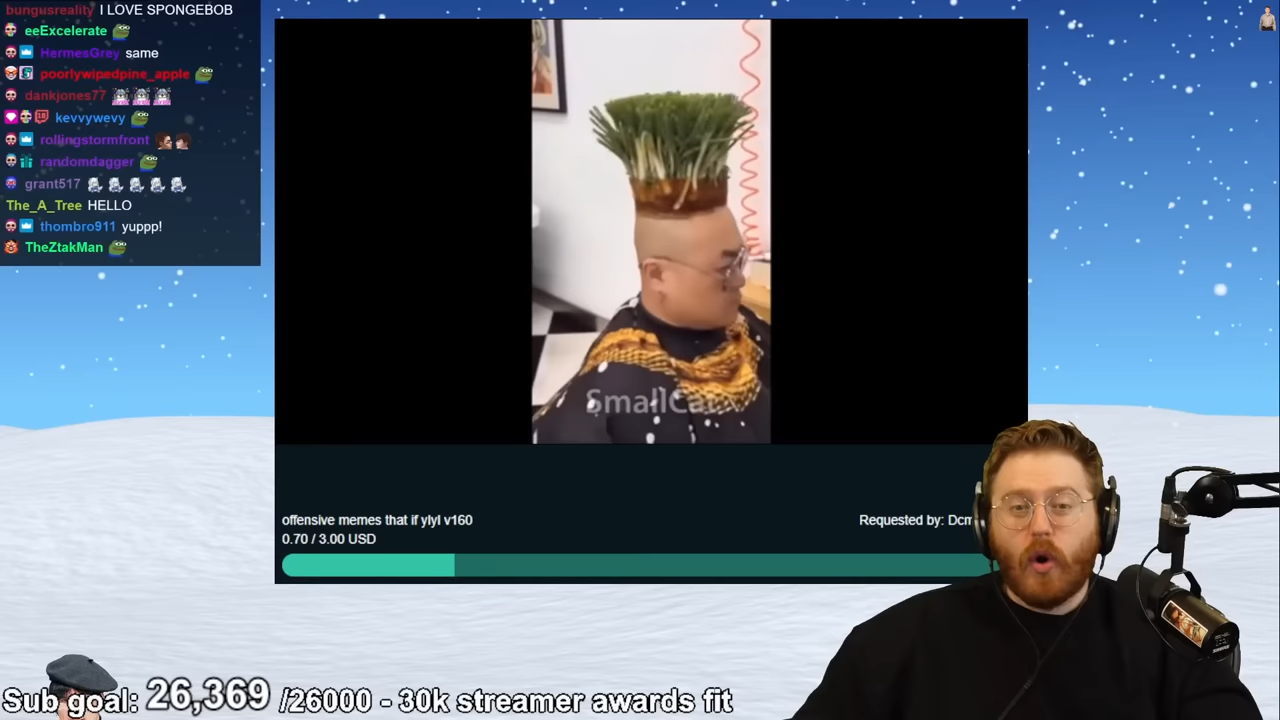 bungusreality I LOVE SPONGEBOB
eeExcelerate
HermesGrey same
poorlywipedpine_apple
dankjones77
kevvywevy
rollingstormfront
randomdagger
grant517
The_A_Tree HELLO
thombro911 yuppp!
TheZtakMan
SmallCat
offensive memes that if ylyl v160
Requested by: Dcm
0.70 / 3.00 USD
Sub goal: 26,369 /26000 - 30k streamer awards fit